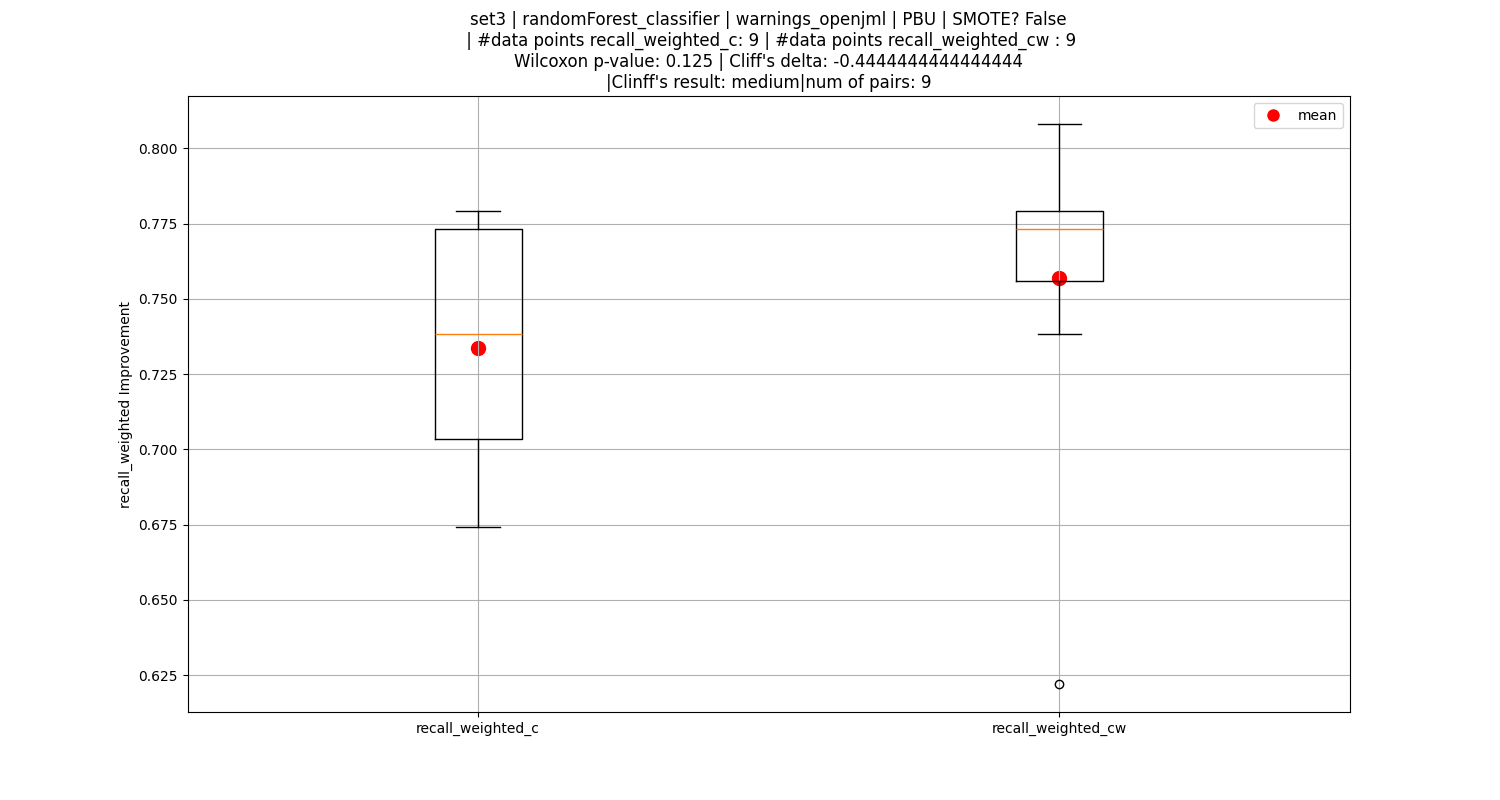 set3 | randomForest_classifier | warnings_openjml | PBU | SMOTE? False
| #data points recall_weighted_c: 9 | #data points recall_weighted_cw : 9
Wilcoxon p-value: 0.125 | Cliff's delta: -0.4444444444444444
|Clinff's result: medium|num of pairs: 9
mean
recall_weighted Improvement
0.800
0.775
0.750
0.725
0.700
0.675
0.650
0.625
recall_weighted_c
recall_weighted_cw